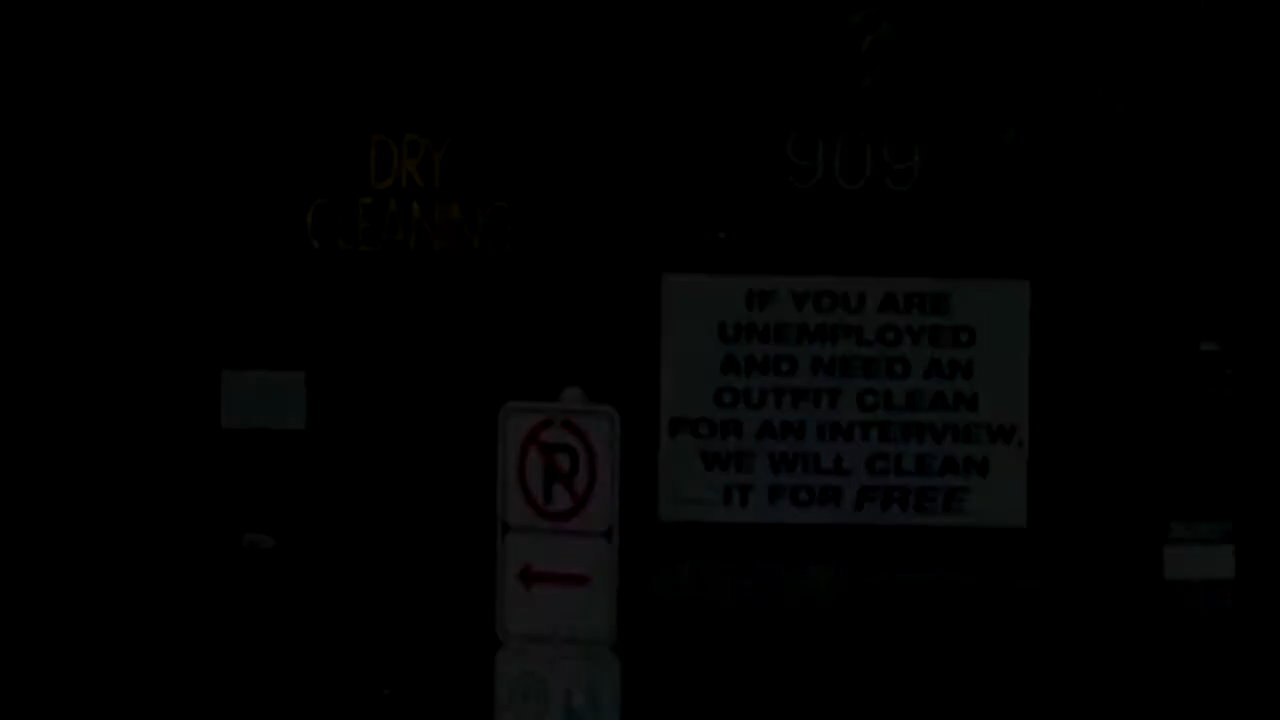 DRY
CLEANING
909
IF YOU ARE
UNEMPLOYED
AND NEED AN
OUTFIT CLEAN
FOR AN INTERVIEW,
WE WILL CLEAN
IT FOR FREE
P